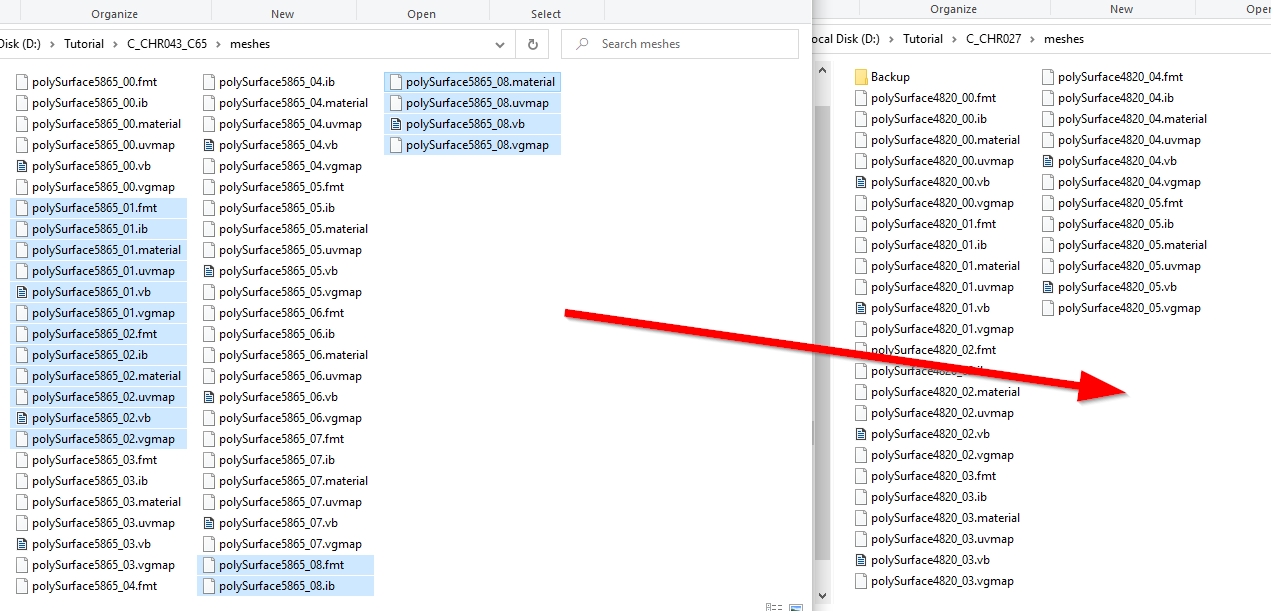 Organize New Open Select
Disk (D:) > Tutorial > C_CHR043_C65 > meshes
Search meshes
polySurface5865_00.fmt
polySurface5865_00.ib
polySurface5865_00.material
polySurface5865_00.uvmap
polySurface5865_00.vb
polySurface5865_00.vgmap
polySurface5865_01.fmt
polySurface5865_01.ib
polySurface5865_01.material
polySurface5865_01.uvmap
polySurface5865_01.vb
polySurface5865_01.vgmap
polySurface5865_02.fmt
polySurface5865_02.ib
polySurface5865_02.material
polySurface5865_02.uvmap
polySurface5865_02.vb
polySurface5865_02.vgmap
polySurface5865_03.fmt
polySurface5865_03.ib
polySurface5865_03.material
polySurface5865_03.uvmap
polySurface5865_03.vb
polySurface5865_03.vgmap
polySurface5865_04.fmt
polySurface5865_04.ib
polySurface5865_04.material
polySurface5865_04.uvmap
polySurface5865_04.vb
polySurface5865_04.vgmap
polySurface5865_05.fmt
polySurface5865_05.ib
polySurface5865_05.material
polySurface5865_05.uvmap
polySurface5865_05.vb
polySurface5865_05.vgmap
polySurface5865_06.fmt
polySurface5865_06.ib
polySurface5865_06.material
polySurface5865_06.uvmap
polySurface5865_06.vb
polySurface5865_06.vgmap
polySurface5865_07.fmt
polySurface5865_07.ib
polySurface5865_07.material
polySurface5865_07.uvmap
polySurface5865_07.vb
polySurface5865_07.vgmap
polySurface5865_08.fmt
polySurface5865_08.ib
polySurface5865_08.material
polySurface5865_08.uvmap
polySurface5865_08.vb
polySurface5865_08.vgmap
Organize New Oper
ocal Disk (D:) > Tutorial > C_CHR027 > meshes
Backup
polySurface4820_00.fmt
polySurface4820_00.ib
polySurface4820_00.material
polySurface4820_00.uvmap
polySurface4820_00.vb
polySurface4820_00.vgmap
polySurface4820_01.fmt
polySurface4820_01.ib
polySurface4820_01.material
polySurface4820_01.uvmap
polySurface4820_01.vb
polySurface4820_01.vgmap
polySurface4820_02.fmt
polySurface4820_02.ib
polySurface4820_02.material
polySurface4820_02.uvmap
polySurface4820_02.vb
polySurface4820_02.vgmap
polySurface4820_03.fmt
polySurface4820_03.ib
polySurface4820_03.material
polySurface4820_03.uvmap
polySurface4820_03.vb
polySurface4820_03.vgmap
polySurface4820_04.fmt
polySurface4820_04.ib
polySurface4820_04.material
polySurface4820_04.uvmap
polySurface4820_04.vb
polySurface4820_04.vgmap
polySurface4820_05.fmt
polySurface4820_05.ib
polySurface4820_05.material
polySurface4820_05.uvmap
polySurface4820_05.vb
polySurface4820_05.vgmap